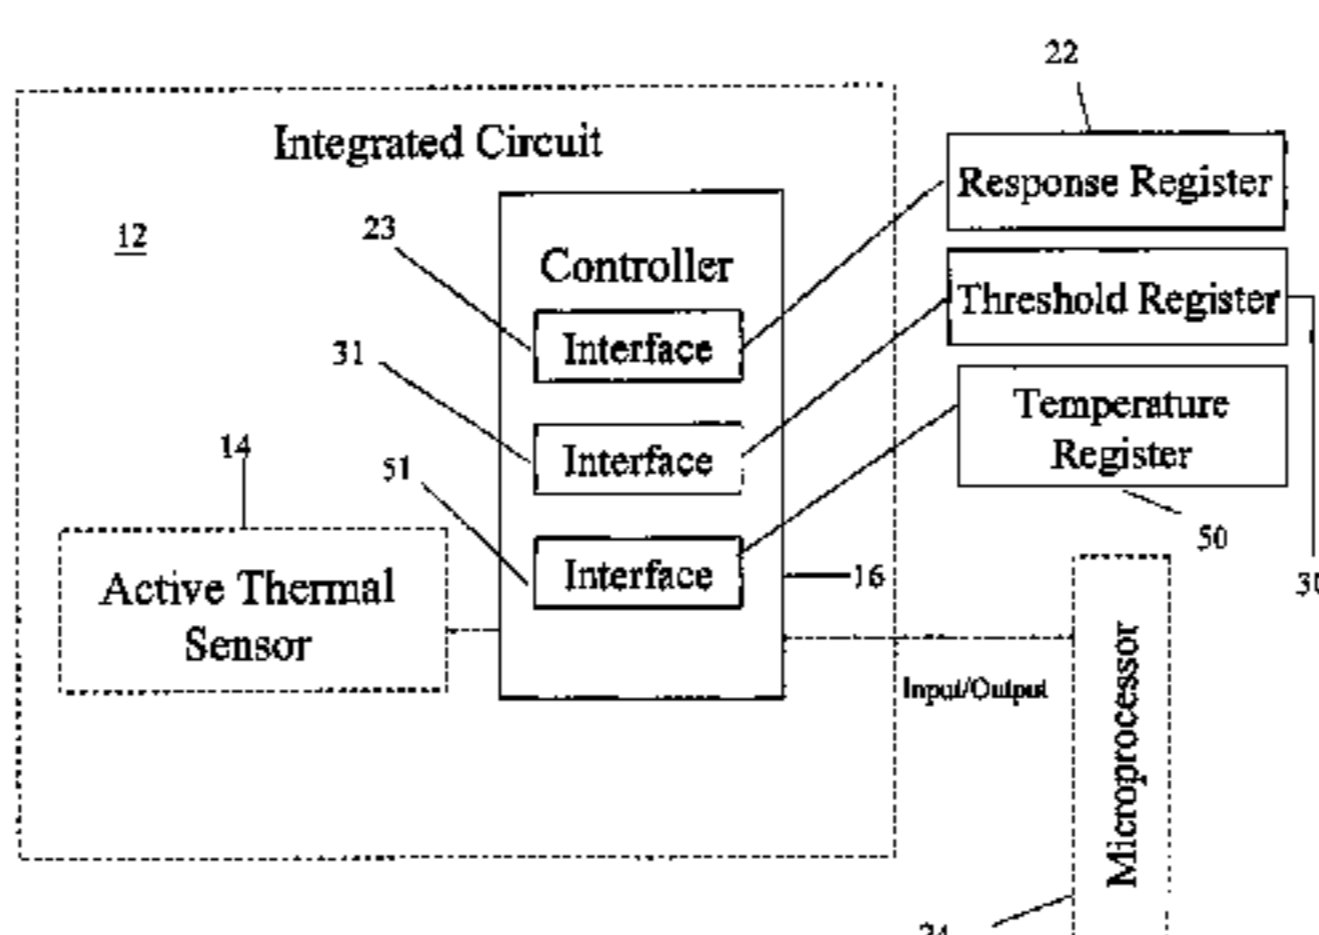 22
Integrated Circuit
Response Register
12
23
Controller
Threshold Register
Interface
31
Temperature
Register
14
51
Interface
50
Active Thermal
Sensor
Interface
16
Input/Output
Microprocessor